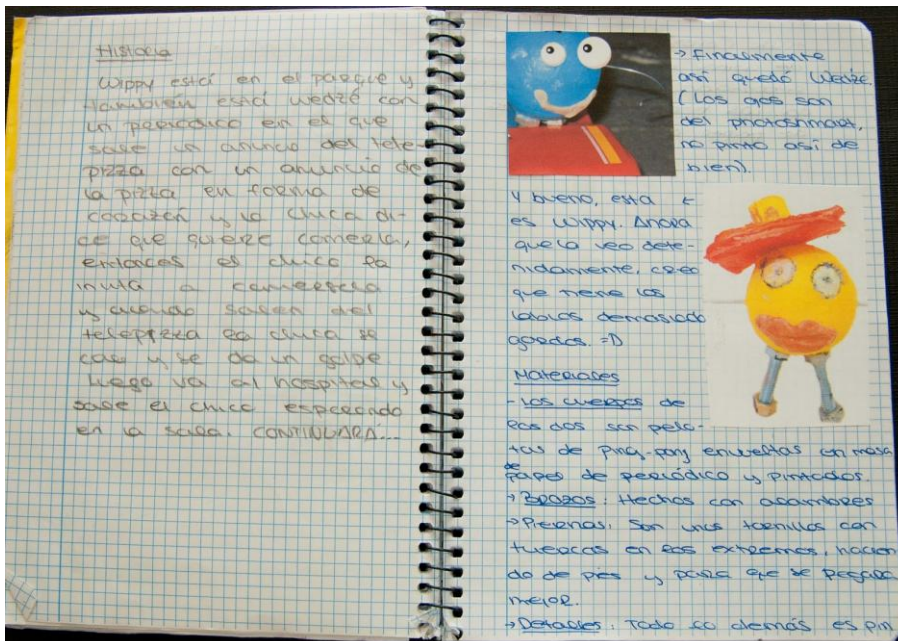 Historia
Wippy está en el parque y
también está Wedzé con
un periódico en el que
sale un anuncio del tele-
pizza con un anuncio de
la pizza en forma de
corazón y la chica di-
ce que quiere comerla,
entonces el chico la
invita a comersela
y cuando salen del
telepizza la chica se
cae y se da un golpe
Luego va al hospital y
sale el chico esperando
en la sala. CONTINUARÁ...
→ Finalmente
así quedó Wedzé.
(Los ojos son
del photosmart,
no pinto así de
bien).
Y bueno, esta ←
es Wippy. Ahora
que la veo dete-
nidamente, creo
que tiene los
labios demasiado
gordos. =D
Materiales
- Los cuerpos de
los dos son pelo-
tas de ping-pong envueltas en masa
de
papel de periódico y pintados.
→ Brazos: Hechos con alambres
→ Piernas: Son unos tornillos con
tuercas en los extremos, hacien
do de pies y para que se pegara
mejor.
→ Detalles: Todo lo demás es pin